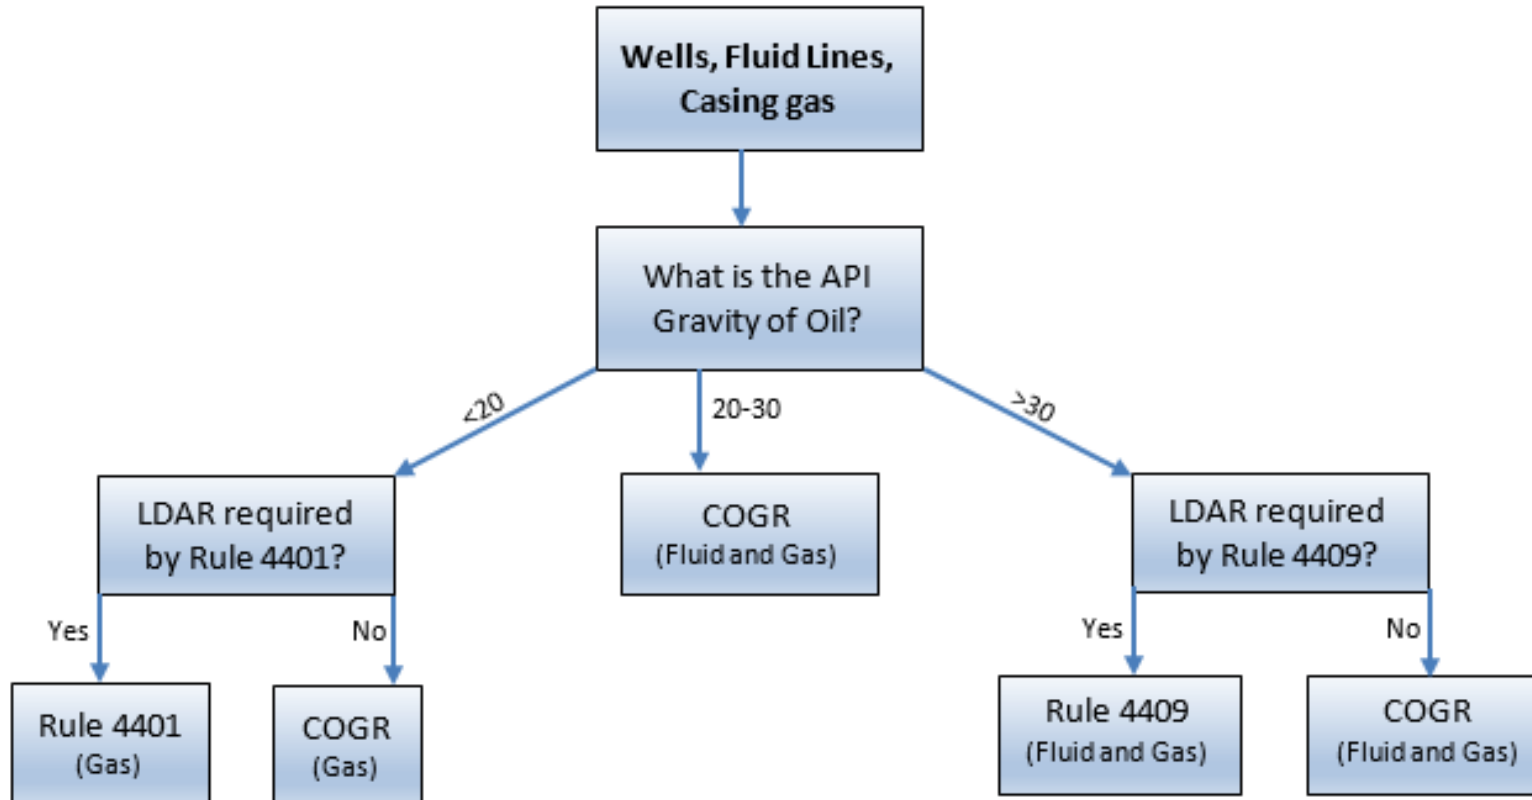 Wells, Fluid Lines,
Casing gas
What is the API
Gravity of Oil?
<20
20-30
>30
LDAR required
by Rule 4401?
COGR
(Fluid and Gas)
LDAR required
by Rule 4409?
Yes
No
Yes
No
Rule 4401
(Gas)
COGR
(Gas)
Rule 4409
(Fluid and Gas)
COGR
(Fluid and Gas)